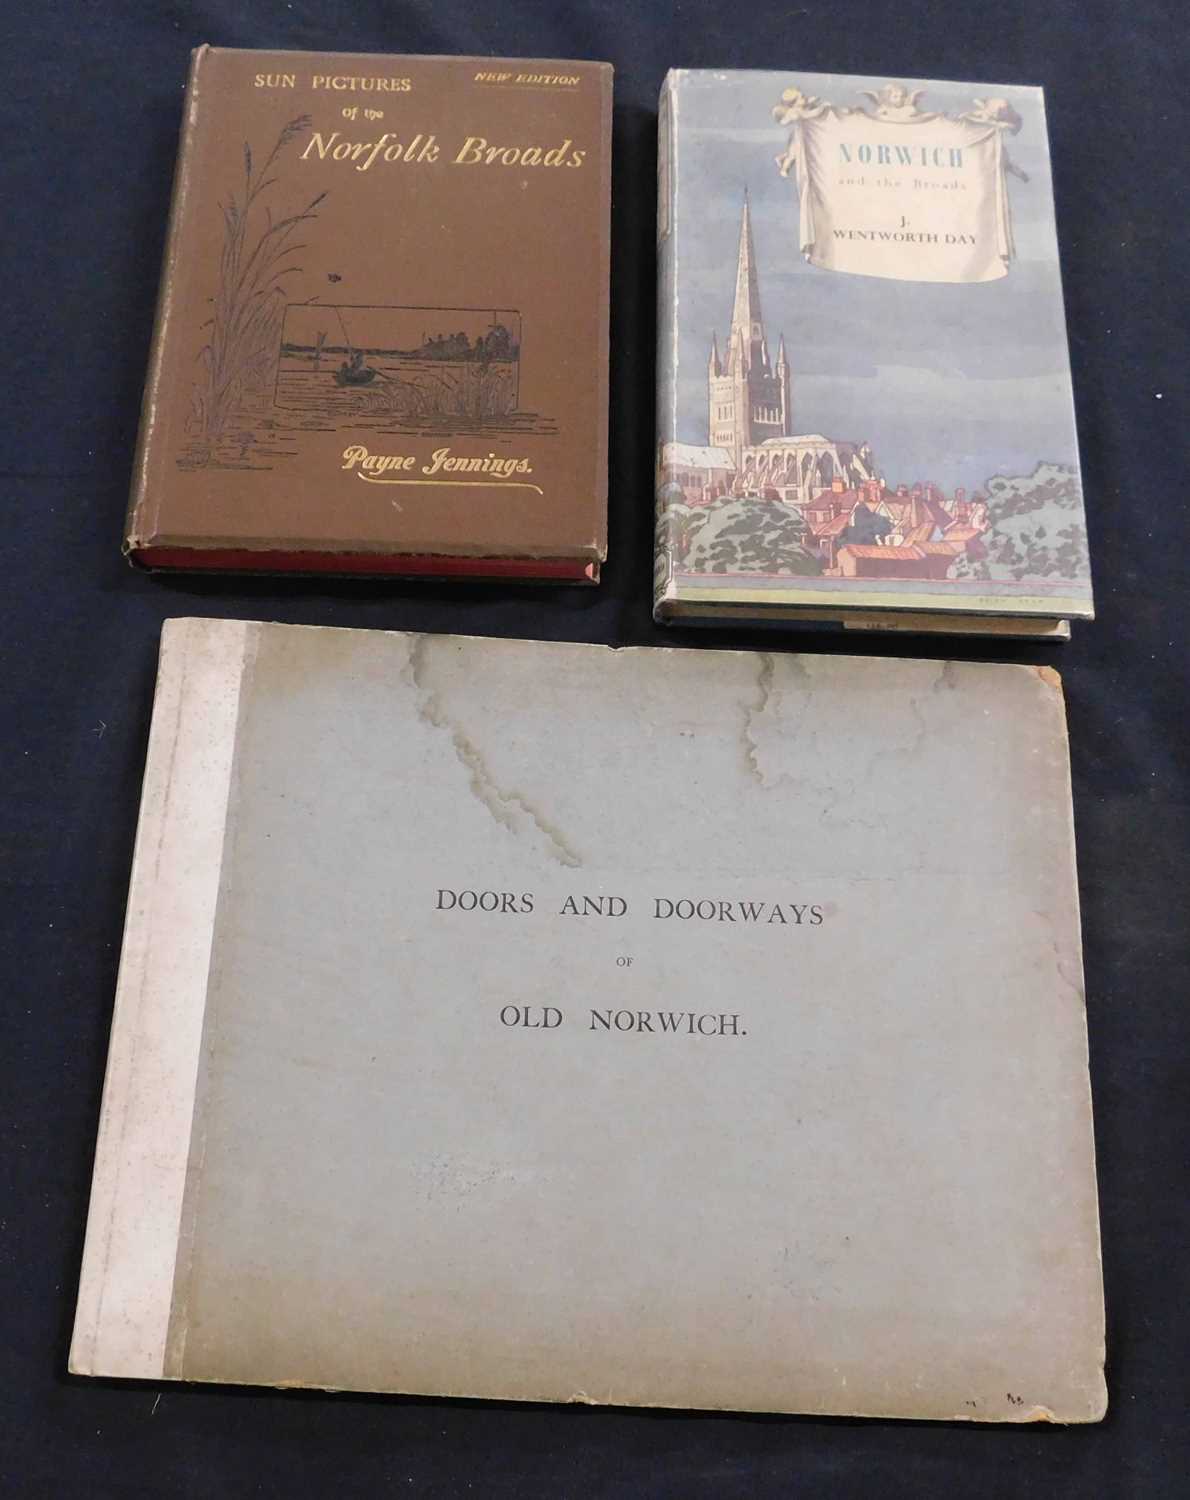 SUN PICTURES
NEW EDITION
of the
Norfolk Broads
Payne Jennings.
NORWICH
and the Broads
J.
WENTWORTH DAY
DOORS AND DOORWAYS
OF
OLD NORWICH.